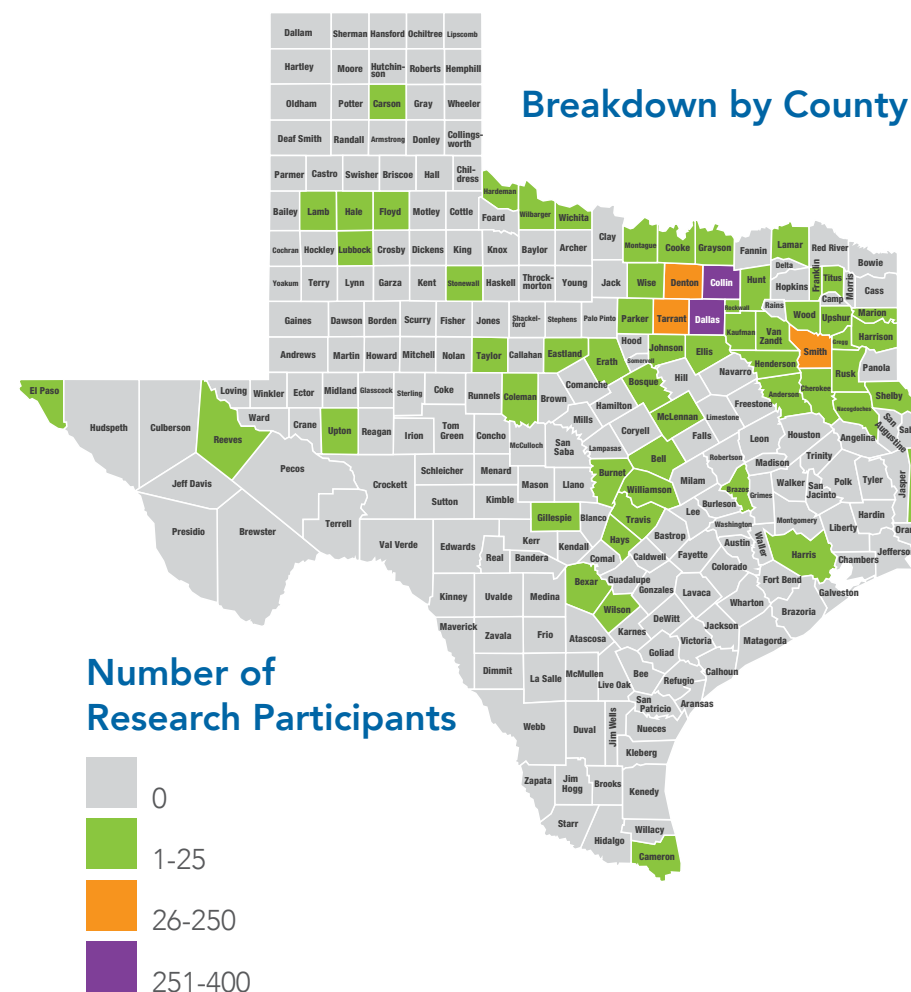 Dallam Sherman Hansford Ochiltree Lipscomb
Hartley Moore Hutchin-
son Roberts Hemphill
Breakdown by County
Oldham Potter Carson Gray Wheeler
Deaf Smith Randall Armstrong Donley Collings-
worth
Parmer Castro Swisher Briscoe Hall Chil-
dress
Hardeman
Bailey Lamb Hale Floyd Motley Cottle Foard Wilbarger Wichita
Clay Montague Cooke Grayson Fannin Lamar Red River Bowie
Cochran Hockley Lubbock Crosby Dickens King Knox Baylor Archer
Delta Franklin Titus Morris Cass
Yoakum Terry Lynn Garza Kent Stonewall Haskell Throck-
morton Young Jack Wise Denton Collin Hunt Hopkins
Camp Rains Rockwall Wood Upshur Marion
Gaines Dawson Borden Scurry Fisher Jones Shackel-
ford Stephens Palo Pinto Parker Tarrant Dallas Kaufman Van
Zandt Gregg Harrison
Hood Johnson Ellis Smith
Andrews Martin Howard Mitchell Nolan Taylor Callahan Eastland Erath Somervell Henderson Rusk Panola
Navarro Hill Bosque Comanche Anderson Cherokee Shelby
El Paso Loving Winkler Ector Midland Glasscock Sterling Coke Runnels Coleman Brown
Hamilton Freestone Nacogdoches San
Augustine Sab
Hudspeth Culberson Reeves Ward Crane Upton Reagan Irion Tom
Green Concho McCulloch Mills McLennan Limestone
Coryell Falls Leon Houston Angelina
San
Saba Lampasas Bell Robertson Madison Trinity
Pecos Crockett Schleicher Menard Mason Llano Burnet Williamson Milam Brazos Grimes Walker San
Jacinto Polk Tyler Jasper
Jeff Davis Sutton Kimble Burleson Lee Hardin
Presidio Brewster Terrell Gillespie Blanco Travis Washington Montgomery Liberty Oran
Val Verde Edwards Kerr Kendall Hays Bastrop Austin Waller Harris Chambers Jefferso
Real Bandera Comal Caldwell Fayette Colorado
Bexar Guadalupe Gonzales Lavaca Fort Bend Galveston
Kinney Uvalde Medina Wilson Wharton Brazoria
DeWitt Jackson
Maverick Zavala Frio Atascosa Karnes Victoria Matagorda
Goliad
Dimmit La Salle McMullen Live Oak Bee Refugio Calhoun
San
Patricio Aransas
Webb Duval Jim Wells Nueces
Kleberg
Zapata Jim
Hogg Brooks Kenedy
Starr Hidalgo Willacy
Cameron
Number of
Research Participants
0
1-25
26-250
251-400